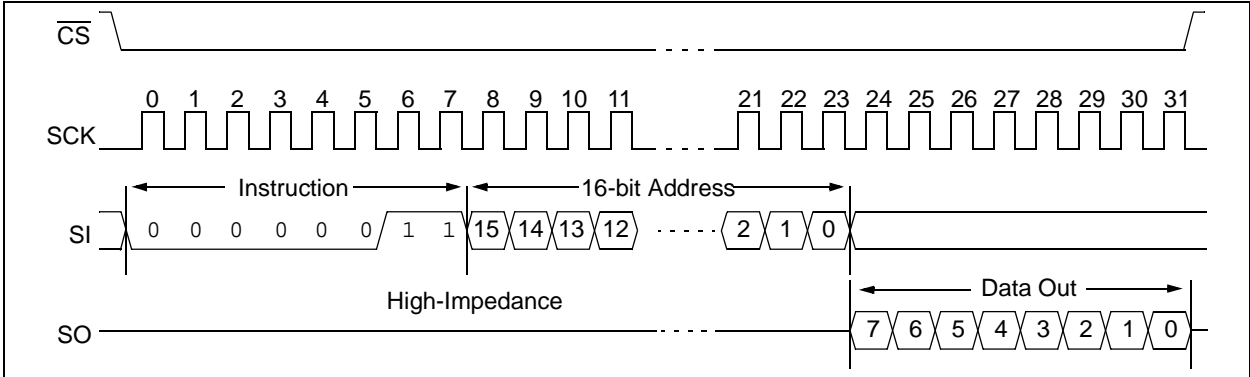 CS
0 1 2 3 4 5 6 7 8 9 10 11 21 22 23 24 25 26 27 28 29 30 31
SCK
Instruction 16-bit Address
SI 0 0 0 0 0 0 1 1 15 14 13 12 2 1 0
High-Impedance Data Out
SO 7 6 5 4 3 2 1 0